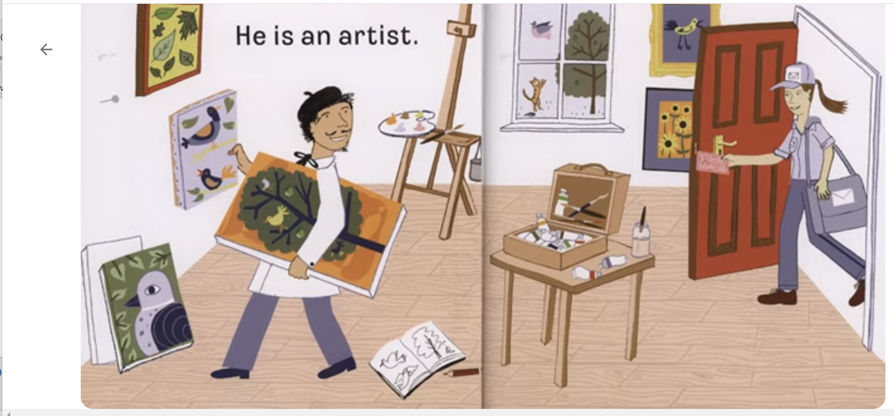 He is an artist.